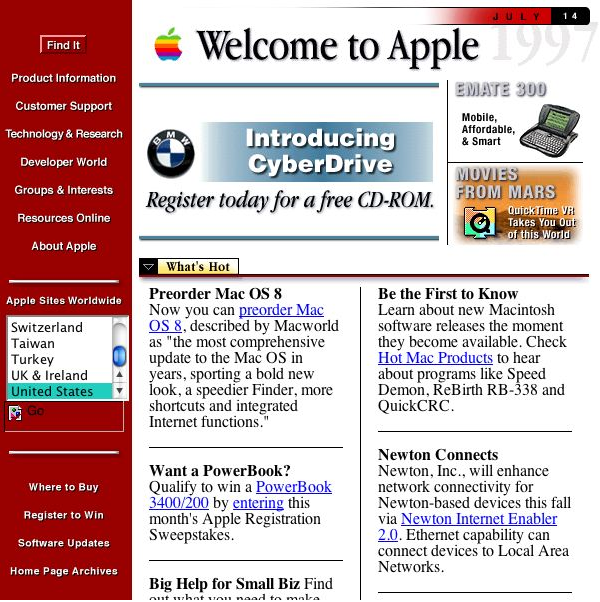 JULY 14
1997
Find It
Welcome to Apple
Product Information
Customer Support
Technology & Research
Developer World
Groups & Interests
Resources Online
About Apple
BMW
Introducing
CyberDrive
Register today for a free CD-ROM.
EMATE 300
Mobile,
Affordable,
& Smart
MOVIES
FROM MARS
QuickTime VR
Takes You Out
of this World
What's Hot
Apple Sites Worldwide
Switzerland
Taiwan
Turkey
UK & Ireland
United States
Go
Where to Buy
Register to Win
Software Updates
Home Page Archives
Preorder Mac OS 8
Now you can preorder Mac
OS 8, described by Macworld
as "the most comprehensive
update to the Mac OS in
years, sporting a bold new
look, a speedier Finder, more
shortcuts and integrated
Internet functions."
Want a PowerBook?
Qualify to win a PowerBook
3400/200 by entering this
month's Apple Registration
Sweepstakes.
Big Help for Small Biz Find
out what you need to make
Be the First to Know
Learn about new Macintosh
software releases the moment
they become available. Check
Hot Mac Products to hear
about programs like Speed
Demon, ReBirth RB-338 and
QuickCRC.
Newton Connects
Newton, Inc., will enhance
network connectivity for
Newton-based devices this fall
via Newton Internet Enabler
2.0. Ethernet capability can
connect devices to Local Area
Networks.